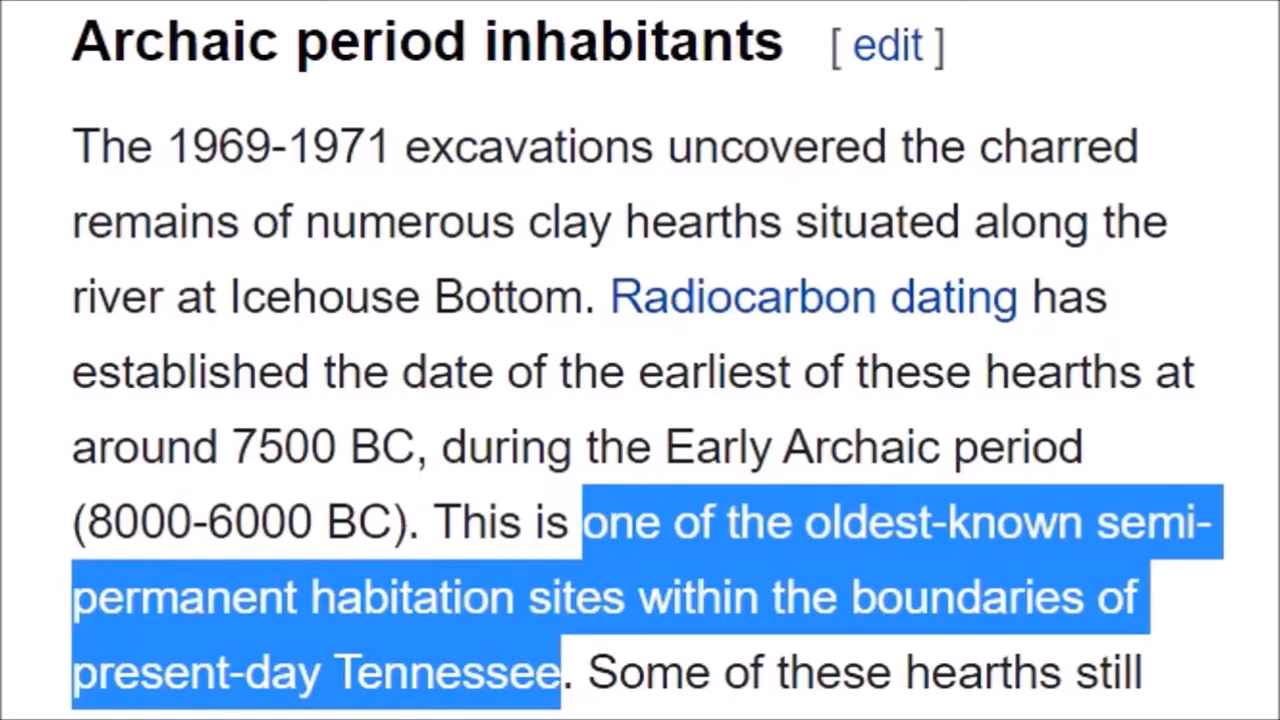 Archaic period inhabitants [ edit ]
The 1969-1971 excavations uncovered the charred
remains of numerous clay hearths situated along the
river at Icehouse Bottom. Radiocarbon dating has
established the date of the earliest of these hearths at
around 7500 BC, during the Early Archaic period
(8000-6000 BC). This is one of the oldest-known semi-
permanent habitation sites within the boundaries of
present-day Tennessee. Some of these hearths still